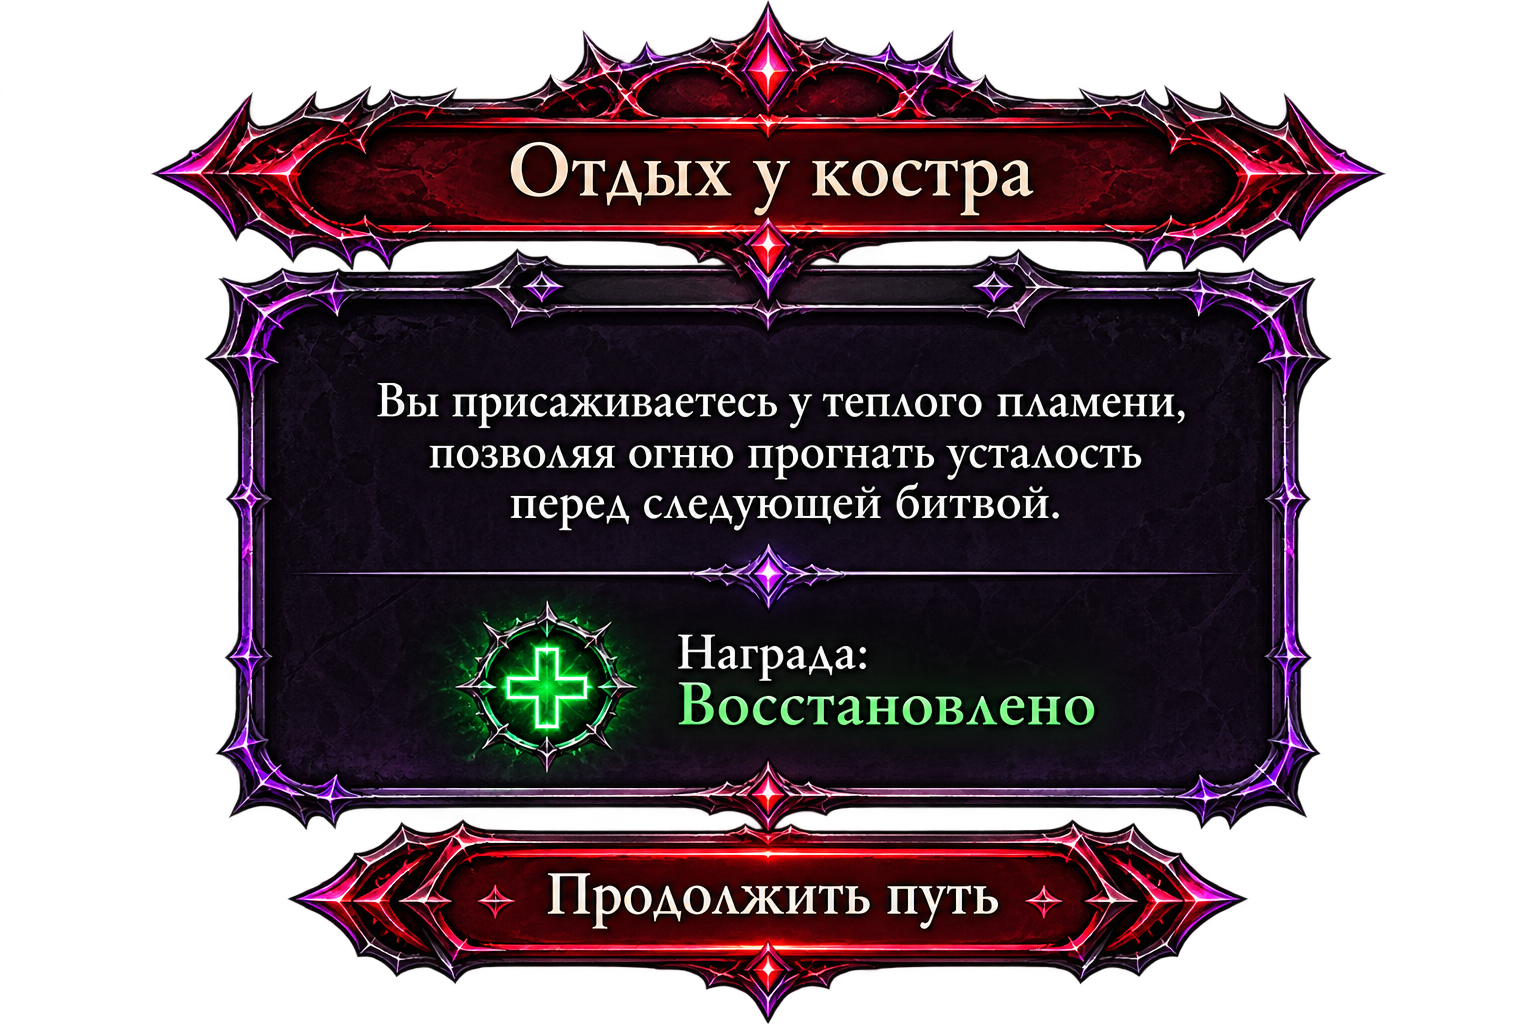 Отдых у костра
Вы присаживаетесь у теплого пламени,
позволяя огню прогнать усталость
перед следующей битвой.
Награда:
Восстановлено
Продолжить путь